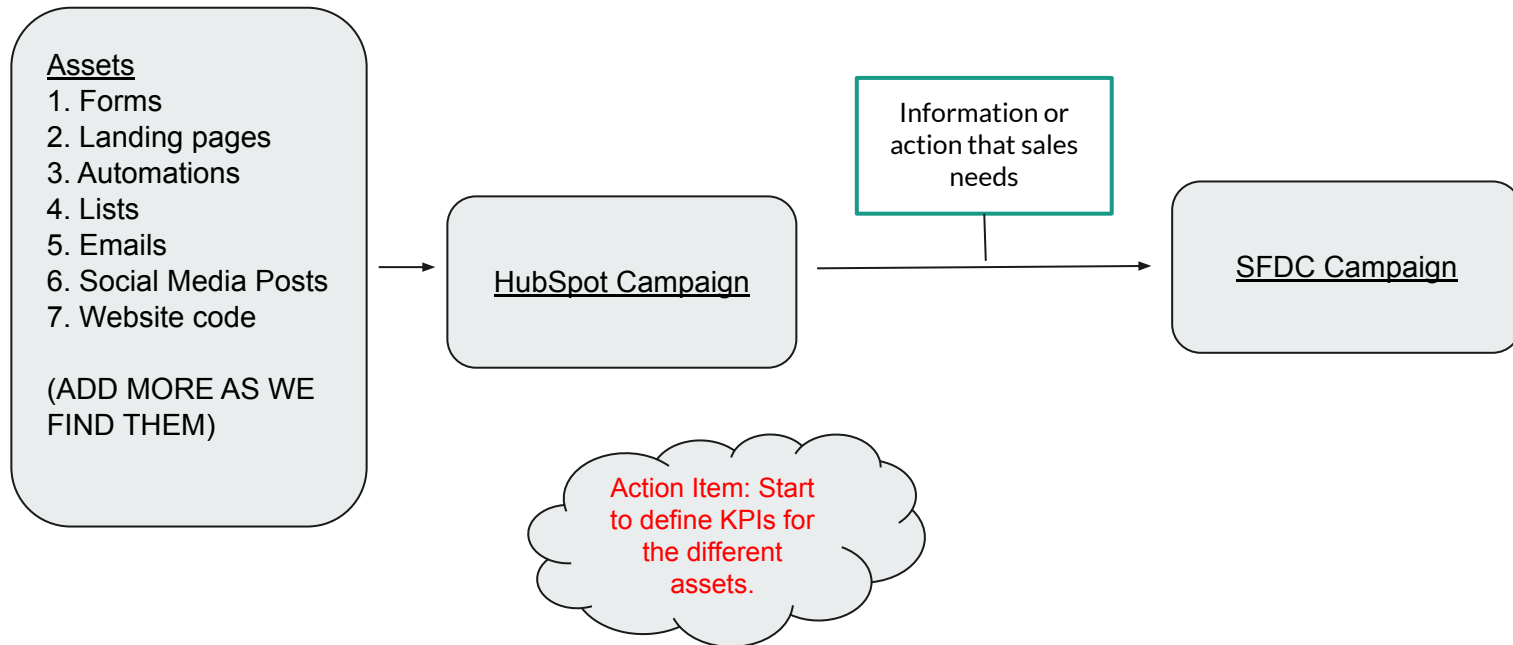 Assets
1. Forms
2. Landing pages
3. Automations
4. Lists
5. Emails
6. Social Media Posts
7. Website code
(ADD MORE AS WE
FIND THEM)
HubSpot Campaign
Information or
action that sales
needs
SFDC Campaign
Action Item: Start
to define KPIs for
the different
assets.